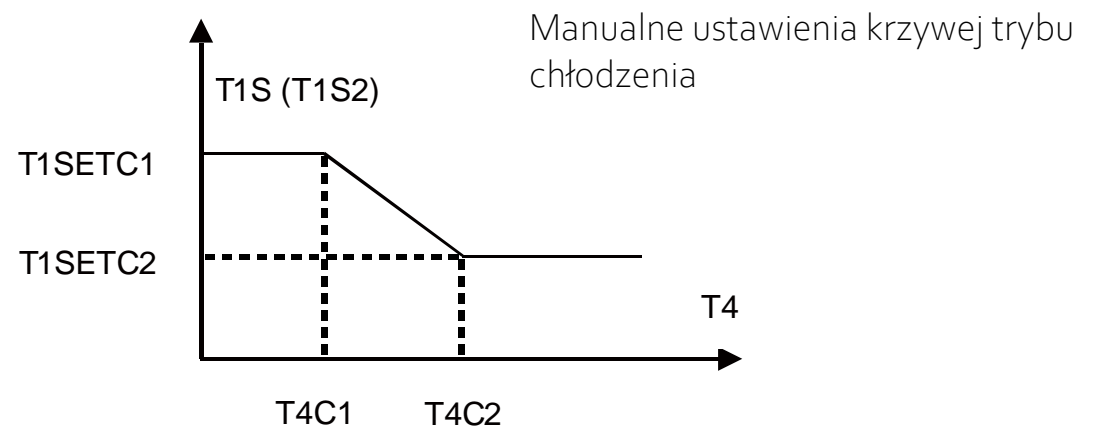 Manualne ustawienia krzywej trybu
chłodzenia
T1S (T1S2)
T1SETC1
T1SETC2
T4
T4C1 T4C2